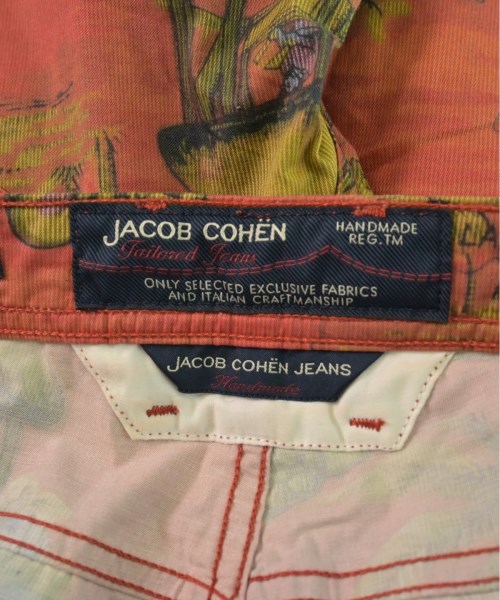 JACOB COHËN
HANDMADE
REG.TM
Tailored Jeans
ONLY SELECTED EXCLUSIVE FABRICS
AND ITALIAN CRAFTMANSHIP
JACOB COHËN JEANS
Handmade